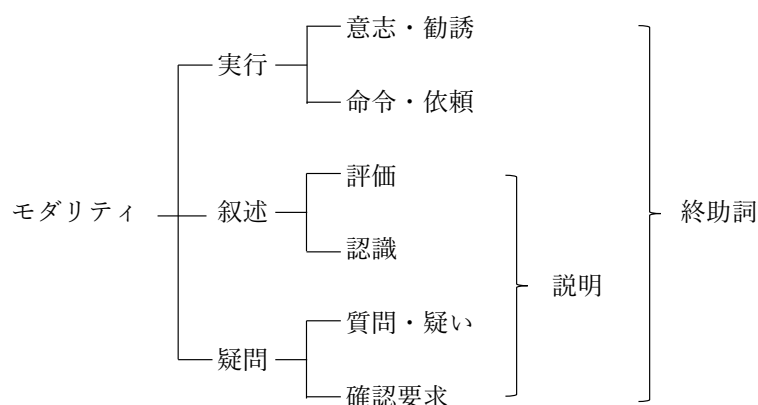 意志・勧誘
実行
命令・依頼
評価
モダリティ
叙述
終助詞
認識
説明
質問・疑い
疑問
確認要求